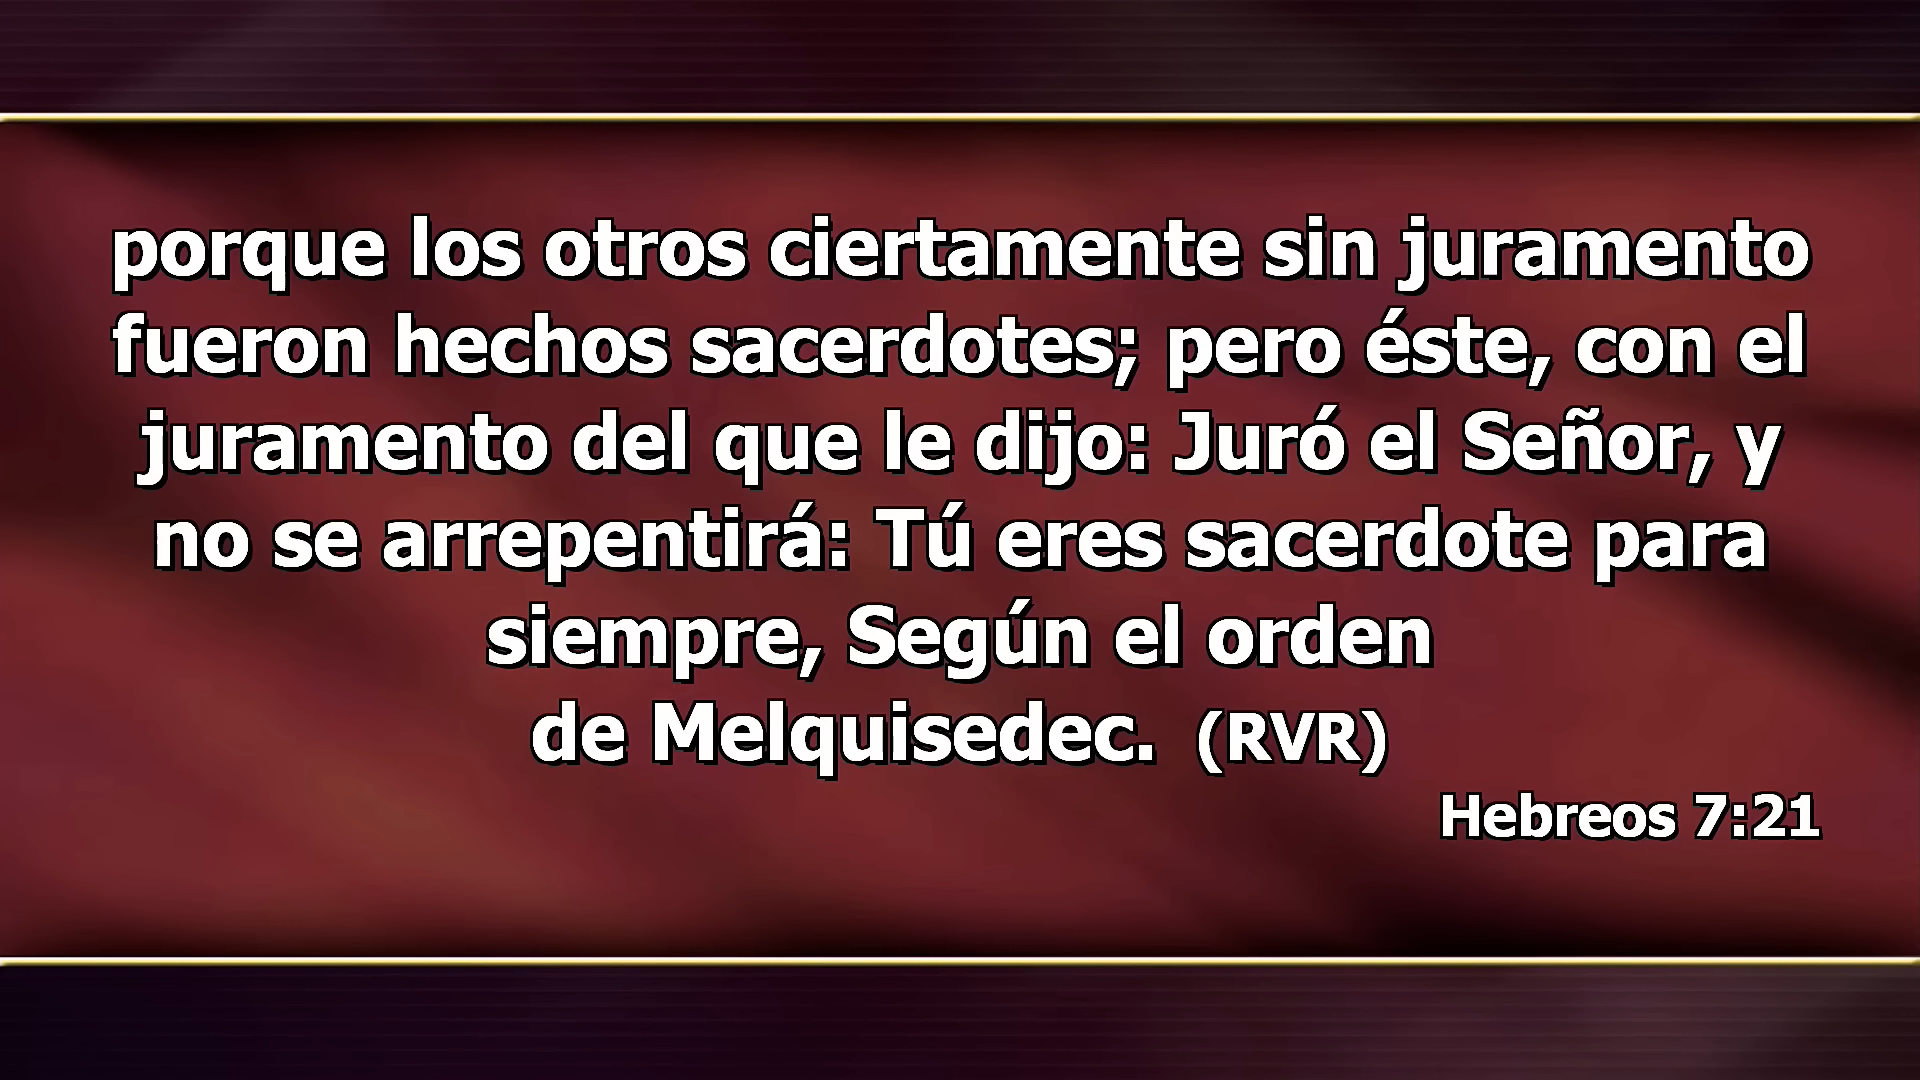 porque los otros ciertamente sin juramento
fueron hechos sacerdotes; pero éste, con el
juramento del que le dijo: Juró el Señor, y
no se arrepentirá: Tú eres sacerdote para
siempre, Según el orden
de Melquisedec. (RVR)
Hebreos 7:21